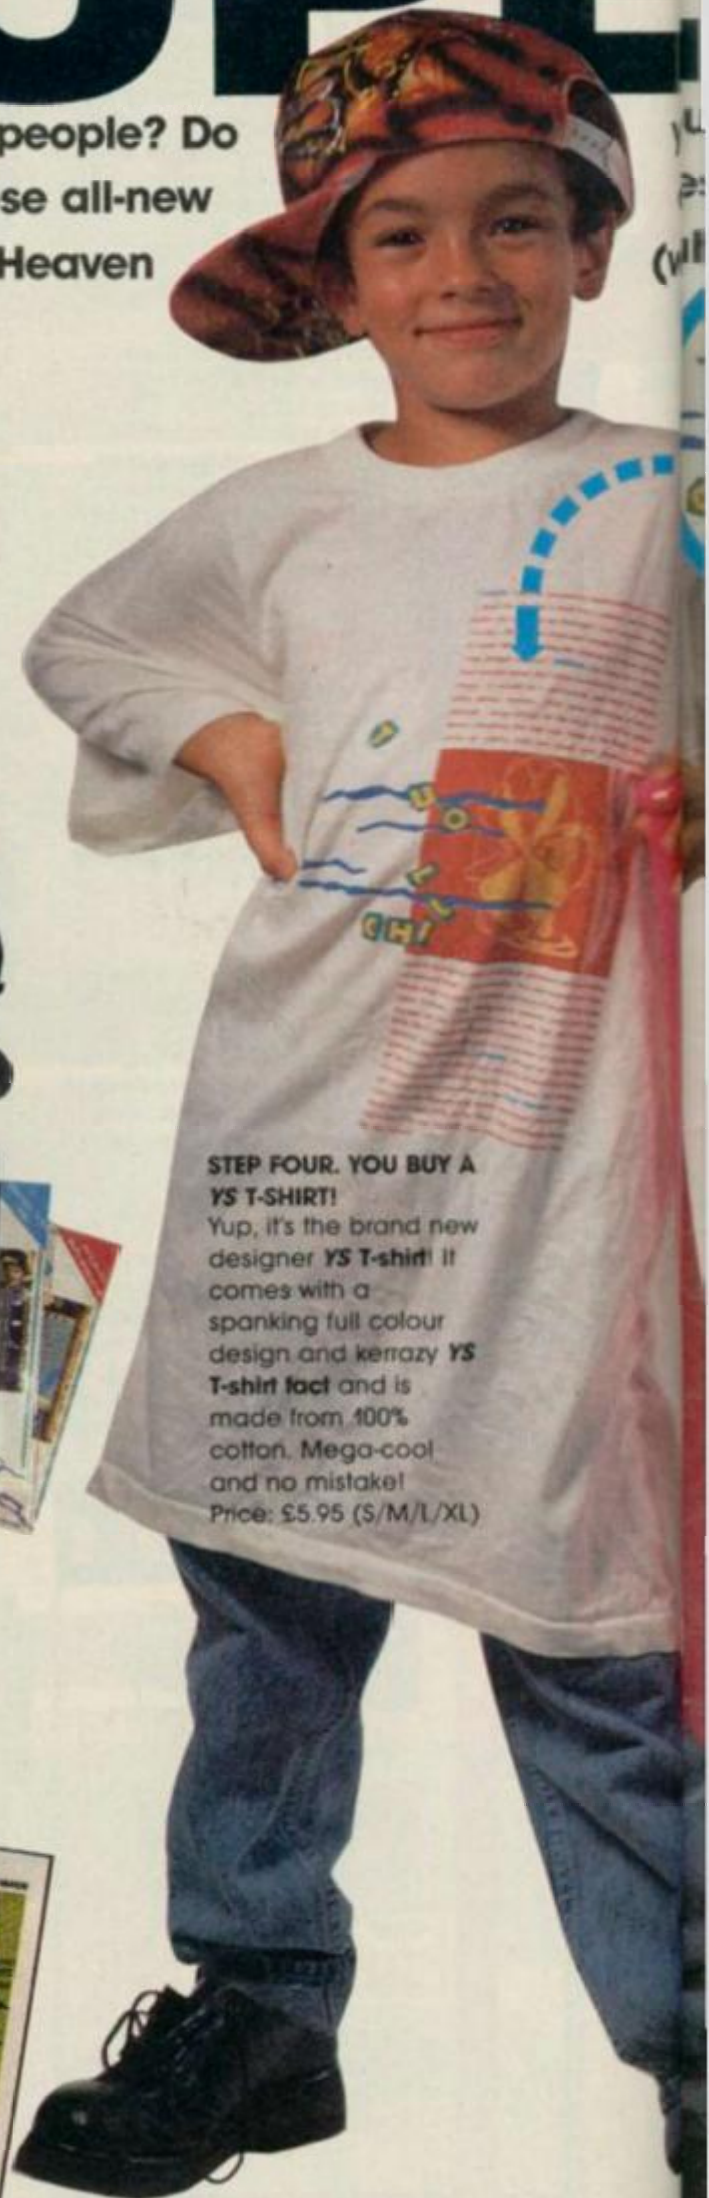 people? Do
se all-new
Heaven
STEP FOUR. YOU BUY A
YS T-SHIRT!
Yup, it's the brand new
designer YS T-shirt! It
comes with a
spanking full colour
design and kerrazy YS
T-shirt fact and is
made from 100%
cotton. Mega-cool
and no mistake!
Price: £5.95 (S/M/L/XL)